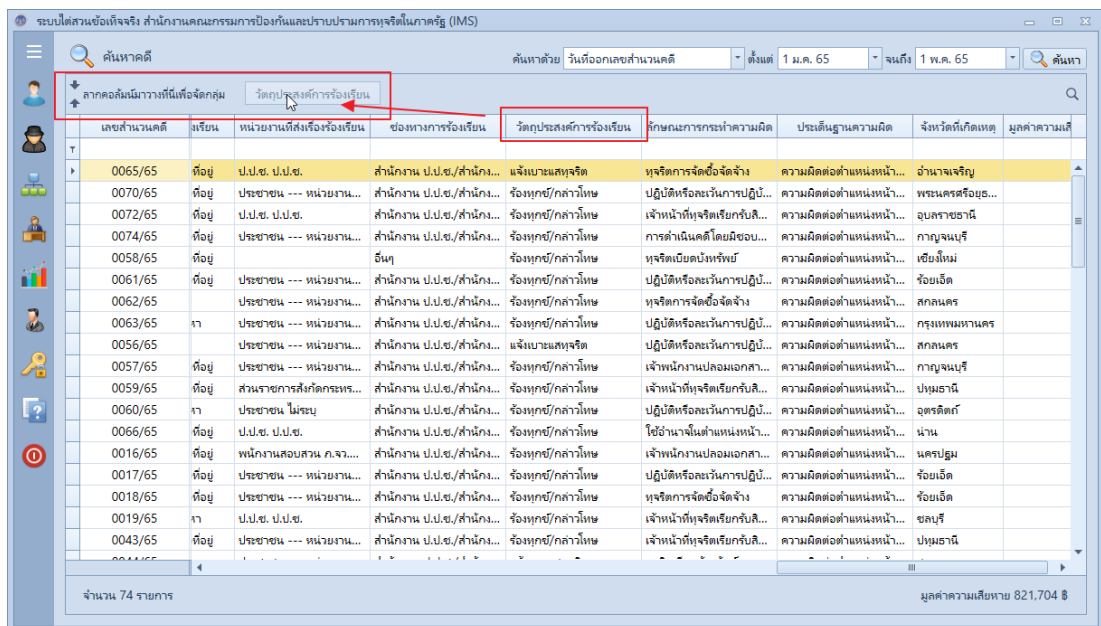 ระบบไต่สวนข้อเท็จจริง สำนักงานคณะกรรมการป้องกันและปราบปรามการทุจริตในภาครัฐ (IMS)
ค้นหาคดี ค้นหาด้วย วันที่ออกเลขสำนวนคดี ตั้งแต่ 1 ม.ค. 65 จนถึง 1 พ.ค. 65 ค้นหา
ลากคอลัมน์มาวางที่นี่เพื่อจัดกลุ่ม วัตถุประสงค์การร้องเรียน
เลขสำนวนคดี งเรียน หน่วยงานที่ส่งเรื่องร้องเรียน ช่องทางการร้องเรียน วัตถุประสงค์การร้องเรียน ลักษณะการกระทำความผิด ประเด็นฐานความผิด จังหวัดที่เกิดเหตุ มูลค่าความเสี
0065/65 ที่อยู่ ป.ป.ช. ป.ป.ช. สำนักงาน ป.ป.ช./สำนักง... แจ้งเบาะแสทุจริต ทุจริตการจัดซื้อจัดจ้าง ความผิดต่อตำแหน่งหน้า... อำนาจเจริญ
0070/65 ที่อยู่ ประชาชน --- หน่วยงาน... สำนักงาน ป.ป.ช./สำนักง... ร้องทุกข์/กล่าวโทษ ปฏิบัติหรือละเว้นการปฏิบั... ความผิดต่อตำแหน่งหน้า... พระนครศรีอยุธ...
0072/65 ที่อยู่ ป.ป.ช. ป.ป.ช. สำนักงาน ป.ป.ช./สำนักง... ร้องทุกข์/กล่าวโทษ เจ้าหน้าที่ทุจริตเรียกรับสิ... ความผิดต่อตำแหน่งหน้า... อุบลราชธานี
0074/65 ที่อยู่ ประชาชน --- หน่วยงาน... สำนักงาน ป.ป.ช./สำนักง... ร้องทุกข์/กล่าวโทษ การดำเนินคดีโดยมิชอบ... ความผิดต่อตำแหน่งหน้า... กาญจนบุรี
0058/65 ที่อยู่ อื่นๆ ร้องทุกข์/กล่าวโทษ ทุจริตเบียดบังทรัพย์ ความผิดต่อตำแหน่งหน้า... เชียงใหม่
0061/65 ที่อยู่ ประชาชน --- หน่วยงาน... สำนักงาน ป.ป.ช./สำนักง... ร้องทุกข์/กล่าวโทษ ปฏิบัติหรือละเว้นการปฏิบั... ความผิดต่อตำแหน่งหน้า... ร้อยเอ็ด
0062/65 ประชาชน --- หน่วยงาน... สำนักงาน ป.ป.ช./สำนักง... ร้องทุกข์/กล่าวโทษ ทุจริตการจัดซื้อจัดจ้าง ความผิดต่อตำแหน่งหน้า... สกลนคร
0063/65 หา ประชาชน --- หน่วยงาน... สำนักงาน ป.ป.ช./สำนักง... ร้องทุกข์/กล่าวโทษ ปฏิบัติหรือละเว้นการปฏิบั... ความผิดต่อตำแหน่งหน้า... กรุงเทพมหานคร
0056/65 ประชาชน --- หน่วยงาน... สำนักงาน ป.ป.ช./สำนักง... แจ้งเบาะแสทุจริต ปฏิบัติหรือละเว้นการปฏิบั... ความผิดต่อตำแหน่งหน้า... สกลนคร
0057/65 ที่อยู่ ประชาชน --- หน่วยงาน... สำนักงาน ป.ป.ช./สำนักง... ร้องทุกข์/กล่าวโทษ เจ้าพนักงานปลอมเอกสา... ความผิดต่อตำแหน่งหน้า... กาญจนบุรี
0059/65 ที่อยู่ ส่วนราชการสังกัดกระทร... สำนักงาน ป.ป.ช./สำนักง... ร้องทุกข์/กล่าวโทษ เจ้าหน้าที่ทุจริตเรียกรับสิ... ความผิดต่อตำแหน่งหน้า... ปทุมธานี
0060/65 หา ประชาชน ไม่ระบุ สำนักงาน ป.ป.ช./สำนักง... ร้องทุกข์/กล่าวโทษ ปฏิบัติหรือละเว้นการปฏิบั... ความผิดต่อตำแหน่งหน้า... อุตรดิตถ์
0066/65 ที่อยู่ ป.ป.ช. ป.ป.ช. สำนักงาน ป.ป.ช./สำนักง... ร้องทุกข์/กล่าวโทษ ใช้อำนาจในตำแหน่งหน้า... ความผิดต่อตำแหน่งหน้า... น่าน
0016/65 ที่อยู่ พนักงานสอบสวน ภ.จว.... สำนักงาน ป.ป.ช./สำนักง... ร้องทุกข์/กล่าวโทษ เจ้าพนักงานปลอมเอกสา... ความผิดต่อตำแหน่งหน้า... นครปฐม
0017/65 ที่อยู่ ประชาชน --- หน่วยงาน... สำนักงาน ป.ป.ช./สำนักง... ร้องทุกข์/กล่าวโทษ ปฏิบัติหรือละเว้นการปฏิบั... ความผิดต่อตำแหน่งหน้า... ร้อยเอ็ด
0018/65 ที่อยู่ ประชาชน --- หน่วยงาน... สำนักงาน ป.ป.ช./สำนักง... ร้องทุกข์/กล่าวโทษ ทุจริตการจัดซื้อจัดจ้าง ความผิดต่อตำแหน่งหน้า... ร้อยเอ็ด
0019/65 หา ป.ป.ช. ป.ป.ช. สำนักงาน ป.ป.ช./สำนักง... ร้องทุกข์/กล่าวโทษ เจ้าหน้าที่ทุจริตเรียกรับสิ... ความผิดต่อตำแหน่งหน้า... ชลบุรี
0043/65 ที่อยู่ ประชาชน --- หน่วยงาน... สำนักงาน ป.ป.ช./สำนักง... ร้องทุกข์/กล่าวโทษ เจ้าหน้าที่ทุจริตเรียกรับสิ... ความผิดต่อตำแหน่งหน้า... ปทุมธานี
จำนวน 74 รายการ มูลค่าความเสียหาย 821,704 ฿